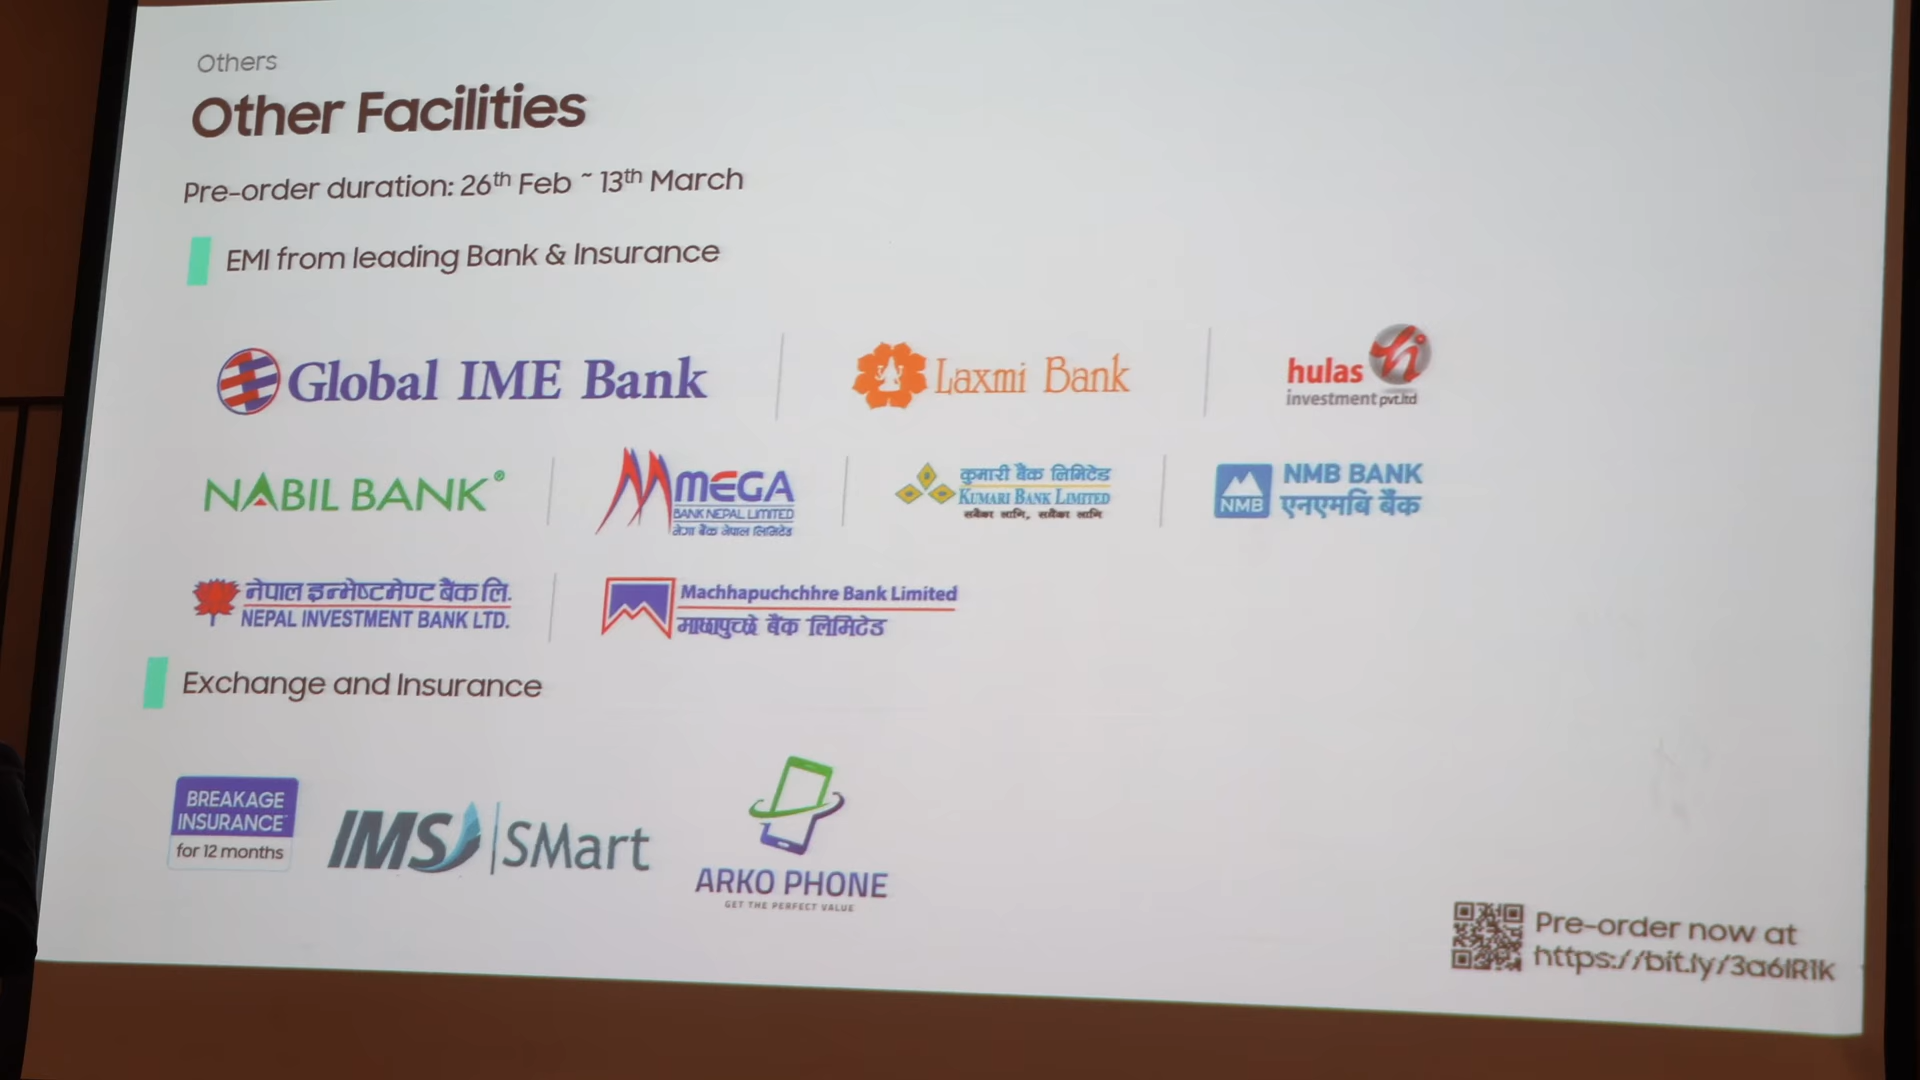 Others
Other Facilities
Pre-order duration: 26th Feb ~ 13th March
EMI from leading Bank & Insurance
Global IME Bank
Laxmi Bank
hulas
investment pvt.ltd
NABIL BANK®
MEGA
BANK NEPAL LIMITED
मेगा बैंक नेपाल लिमिटेड
कुमारी बैंक लिमिटेड
KUMARI BANK LIMITED
सबैका लागि, सधैंका लागि
NMB
NMB BANK
एनएमबि बैंक
नेपाल इन्भेष्टमेण्ट बैंक लि.
NEPAL INVESTMENT BANK LTD.
Machhapuchchhre Bank Limited
माछापुच्छ्रे बैंक लिमिटेड
Exchange and Insurance
BREAKAGE
INSURANCE
for 12 months
IMS SMart
ARKO PHONE
GET THE PERFECT VALUE
Pre-order now at
https://bit.ly/3a6IR1k